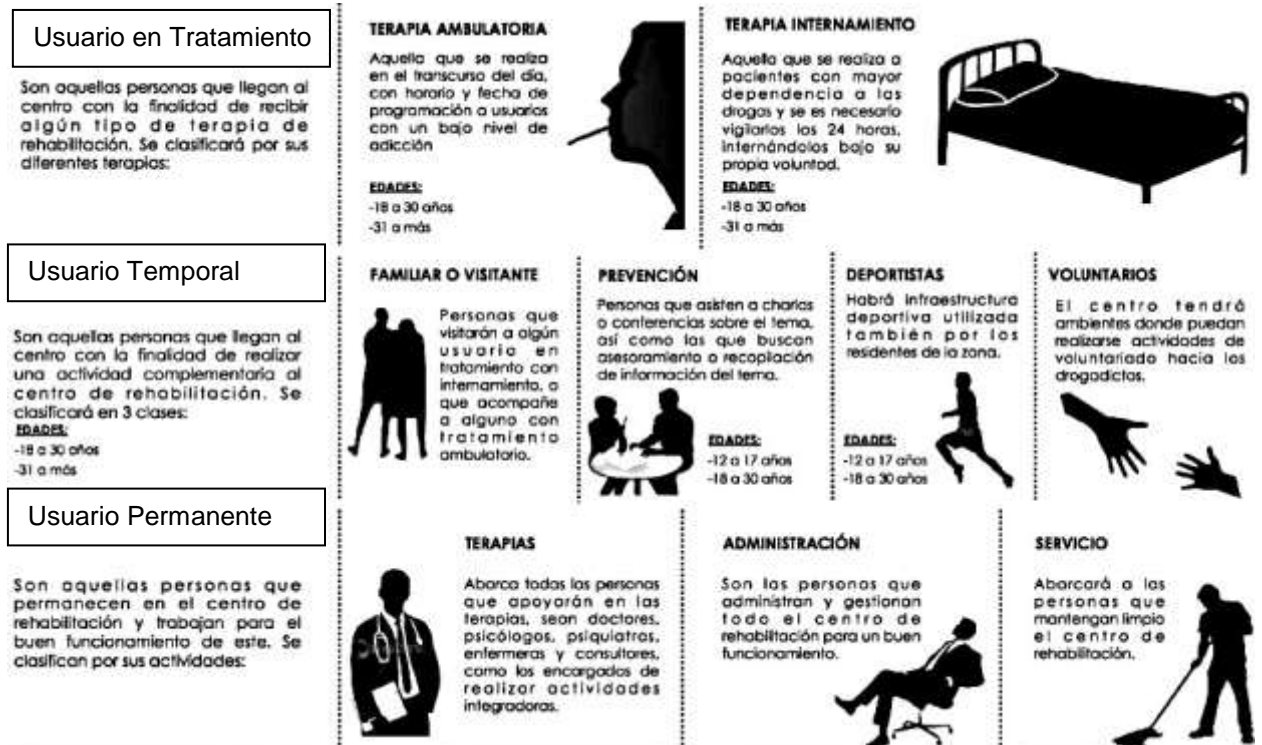 Usuario en Tratamiento
Son aquellas personas que llegan al
centro con la finalidad de recibir
algún tipo de terapia de
rehabilitación. Se clasificará por sus
diferentes terapias:
TERAPIA AMBULATORIA
Aquella que se realiza
en el transcurso del día,
con horario y fecha de
programación a usuarios
con un bajo nivel de
adicción
EDADES:
-18 a 30 años
-31 a más
TERAPIA INTERNAMIENTO
Aquella que se realiza a
pacientes con mayor
dependencia a las
drogas y se es necesario
vigilarlos las 24 horas,
internándolos bajo su
propia voluntad.
EDADES:
-18 a 30 años
-31 a más
Usuario Temporal
Son aquellas personas que llegan al
centro con la finalidad de realizar
una actividad complementaria al
centro de rehabilitación. Se
clasificará en 3 clases:
EDADES:
-18 a 30 años
-31 a más
FAMILIAR O VISITANTE
Personas que
visitarán a algún
usuario en
tratamiento con
internamiento, o
que acompañe
a alguno con
tratamiento
ambulatorio.
PREVENCIÓN
Personas que asisten a charlas
o conferencias sobre el tema,
así como las que buscan
asesoramiento o recopilación
de información del tema.
EDADES:
-12 a 17 años
-18 a 30 años
DEPORTISTAS
Habrá infraestructura
deportiva utilizada
también por los
residentes de la zona.
EDADES:
-12 a 17 años
-18 a 30 años
VOLUNTARIOS
El centro tendrá
ambientes donde puedan
realizarse actividades de
voluntariado hacia los
drogadictos.
Usuario Permanente
Son aquellas personas que
permanecen en el centro de
rehabilitación y trabajan para el
buen funcionamiento de este. Se
clasifican por sus actividades:
TERAPIAS
Abarca todas las personas
que apoyarán en las
terapias, sean doctores,
psicólogos, psiquiatras,
enfermeras y consultores,
como los encargados de
realizar actividades
integradoras.
ADMINISTRACIÓN
Son las personas que
administran y gestionan
todo el centro de
rehabilitación para un buen
funcionamiento.
SERVICIO
Abarcará a las
personas que
mantengan limpio
el centro de
rehabilitación.